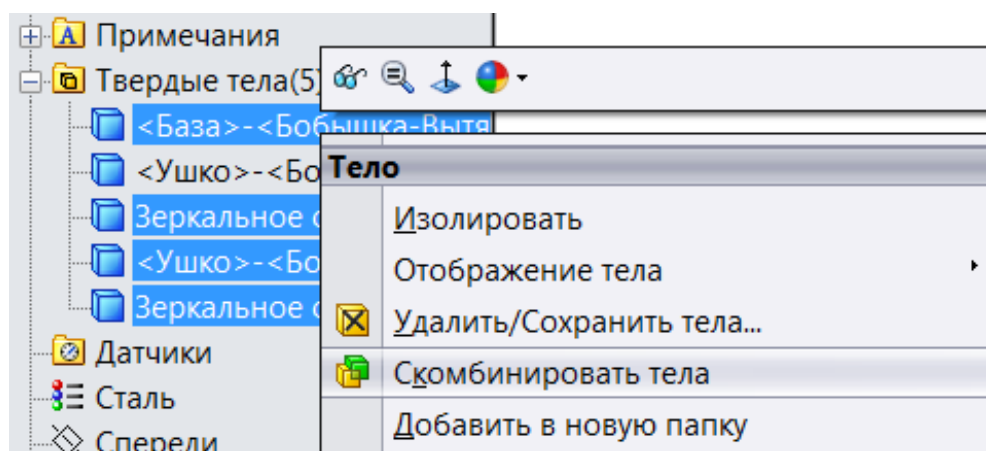 Примечания
Твердые тела(5)
<База>-<Бобышка-Вытя
<Ушко>-<Бо
Зеркальное
<Ушко>-<Бо
Зеркальное
Датчики
Сталь
Спереди
Тело
Изолировать
Отображение тела
Удалить/Сохранить тела...
Скомбинировать тела
Добавить в новую папку